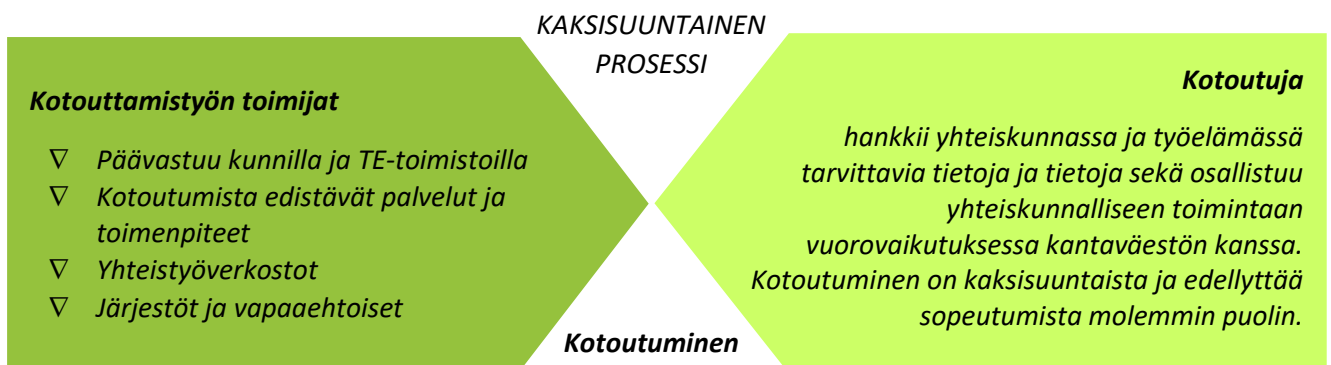 KAKSISUUNTAINEN
PROSESSI
Kotouttamistyön toimijat
∇ Päävastuu kunnilla ja TE-toimistoilla
∇ Kotoutumista edistävät palvelut ja
toimenpiteet
∇ Yhteistyöverkostot
∇ Järjestöt ja vapaaehtoiset
Kotoutuja
hankkii yhteiskunnassa ja työelämässä
tarvittavia tietoja ja tietoja sekä osallistuu
yhteiskunnalliseen toimintaan
vuorovaikutuksessa kantaväestön kanssa.
Kotoutuminen on kaksisuuntaista ja edellyttää
sopeutumista molemmin puolin.
Kotoutuminen